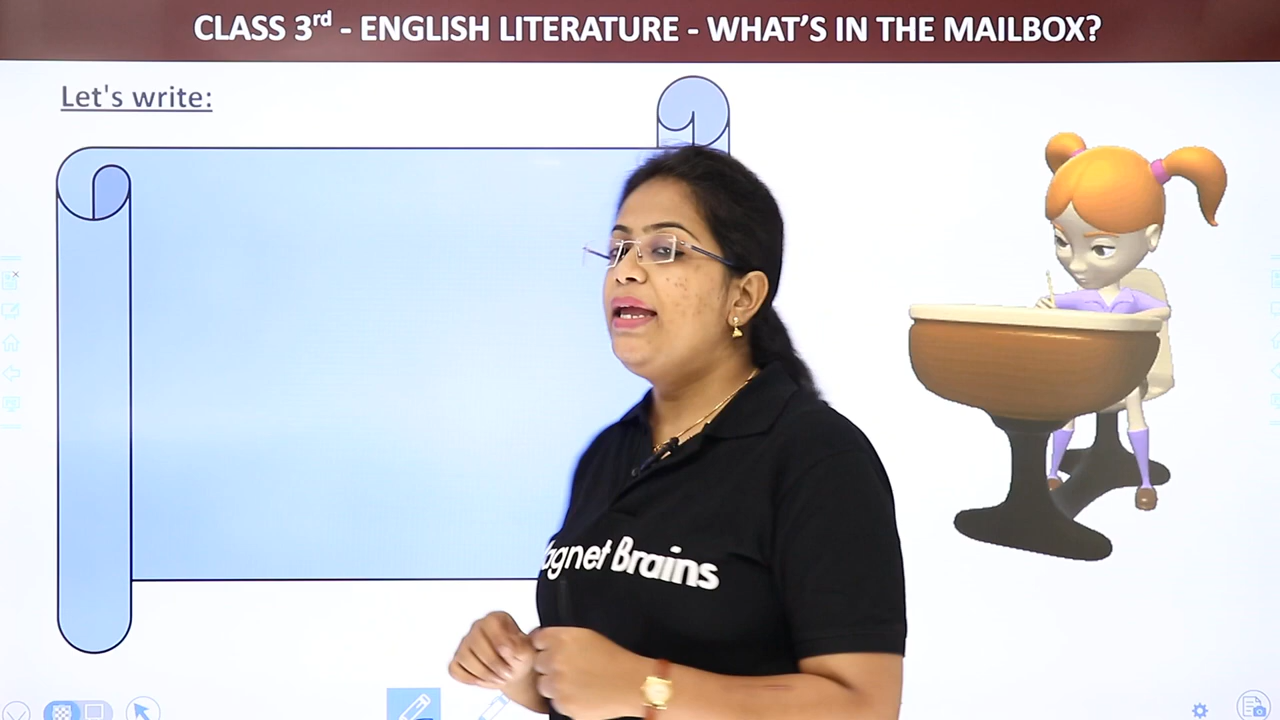 CLASS 3rd - ENGLISH LITERATURE - WHAT'S IN THE MAILBOX?
Let's write:
agnet Brains